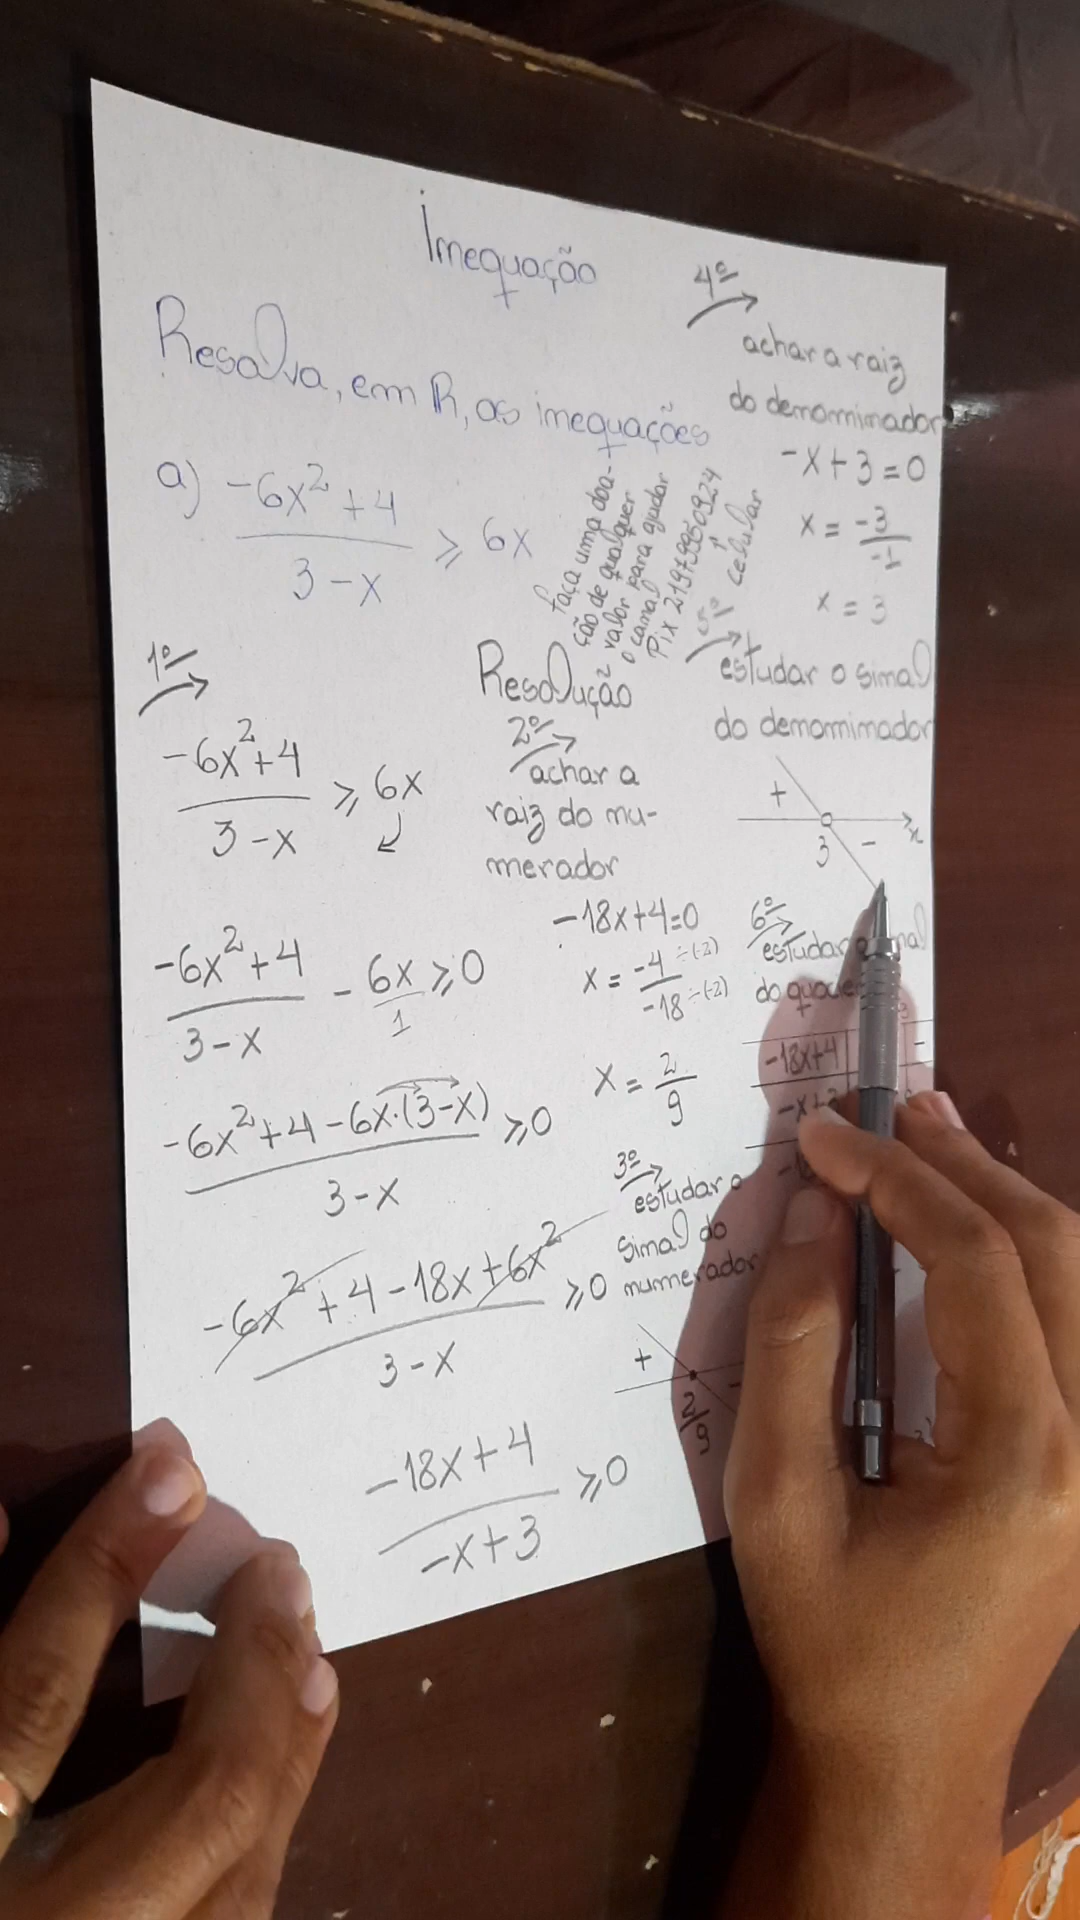 Inequação
Resolva, em R, as inequações
a) -6x²+4 / 3-x ⩾ 6x
faça uma doa-
ção de qualquer
valor para ajudar
o canal
Pix 21979950924
celular
Resolução
1º
-6x²+4 / 3-x ⩾ 6x
-6x²+4 / 3-x - 6x / 1 ⩾ 0
-6x²+4-6x·(3-x) / 3-x ⩾ 0
-6x²+4-18x+6x² / 3-x ⩾ 0
-18x+4 / -x+3 ⩾ 0
2º
achar a
raiz do nu-
merador
-18x+4=0
x = -4 ÷(-2) / -18 ÷(-2)
x = 2/9
3º
estudar o
sinal do
numerador
+ -
2/9
4º
achar a raiz
do denominador
-x+3=0
x = -3 / -1
x = 3
5º
estudar o sinal
do denominador
+ -
3 x
6º
estudar
-18x+4 -